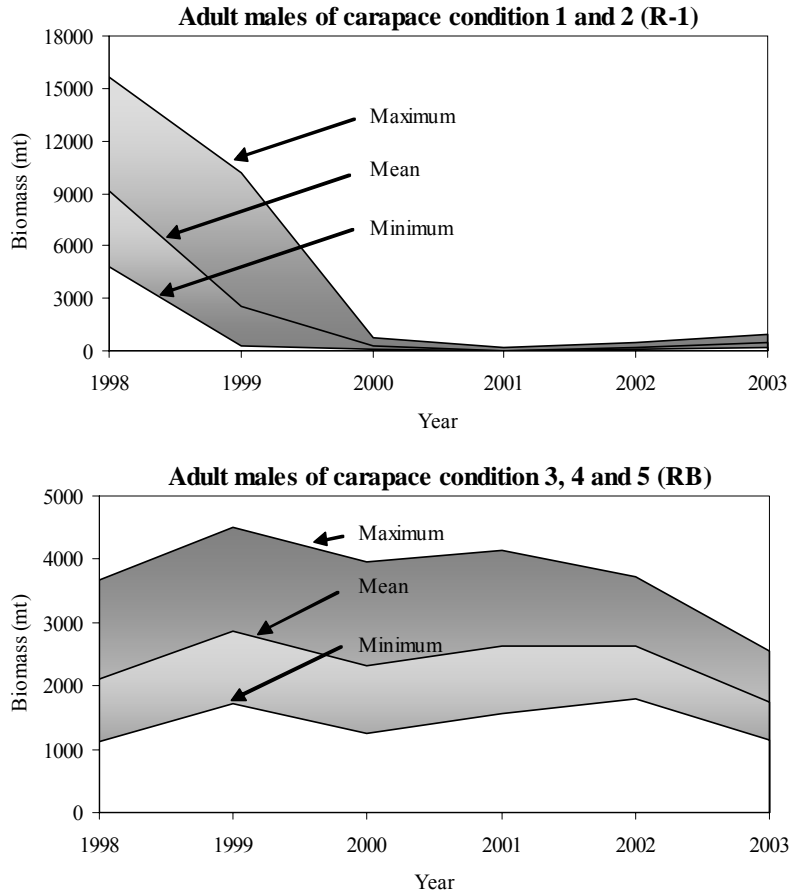 Adult males of carapace condition 1 and 2 (R-1)
18000
15000
12000
9000
6000
3000
0
Biomass (mt)
Maximum
Mean
Minimum
1998 1999 2000 2001 2002 2003
Year
Adult males of carapace condition 3, 4 and 5 (RB)
5000
4000
3000
2000
1000
0
Biomass (mt)
Maximum
Mean
Minimum
1998 1999 2000 2001 2002 2003
Year